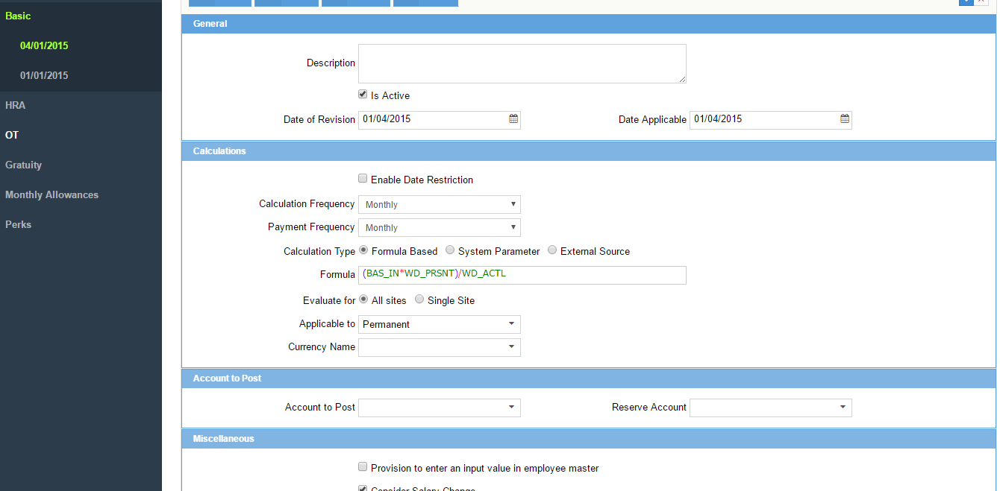 Basic
04/01/2015
01/01/2015
HRA
OT
Gratuity
Monthly Allowances
Perks
General
Description
Is Active
Date of Revision 01/04/2015 Date Applicable 01/04/2015
Calculations
Enable Date Restriction
Calculation Frequency Monthly
Payment Frequency Monthly
Calculation Type Formula Based System Parameter External Source
Formula (BAS_IN*WD_PRSNT)/WD_ACTL
Evaluate for All sites Single Site
Applicable to Permanent
Currency Name
Account to Post
Account to Post Reserve Account
Miscellaneous
Provision to enter an input value in employee master
Consider Salary Change